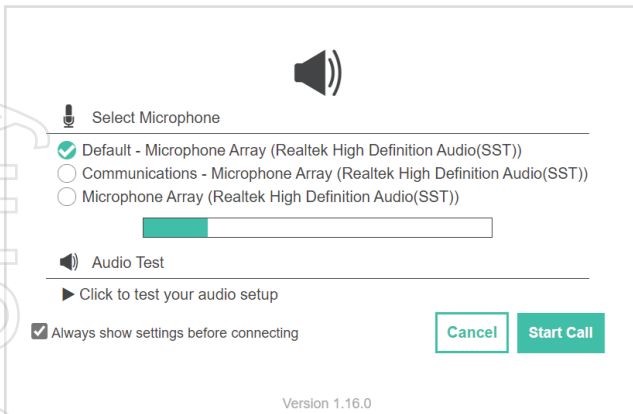 Select Microphone
Default - Microphone Array (Realtek High Definition Audio(SST))
Communications - Microphone Array (Realtek High Definition Audio(SST))
Microphone Array (Realtek High Definition Audio(SST))
Audio Test
Click to test your audio setup
Always show settings before connecting
Cancel
Start Call
Version 1.16.0